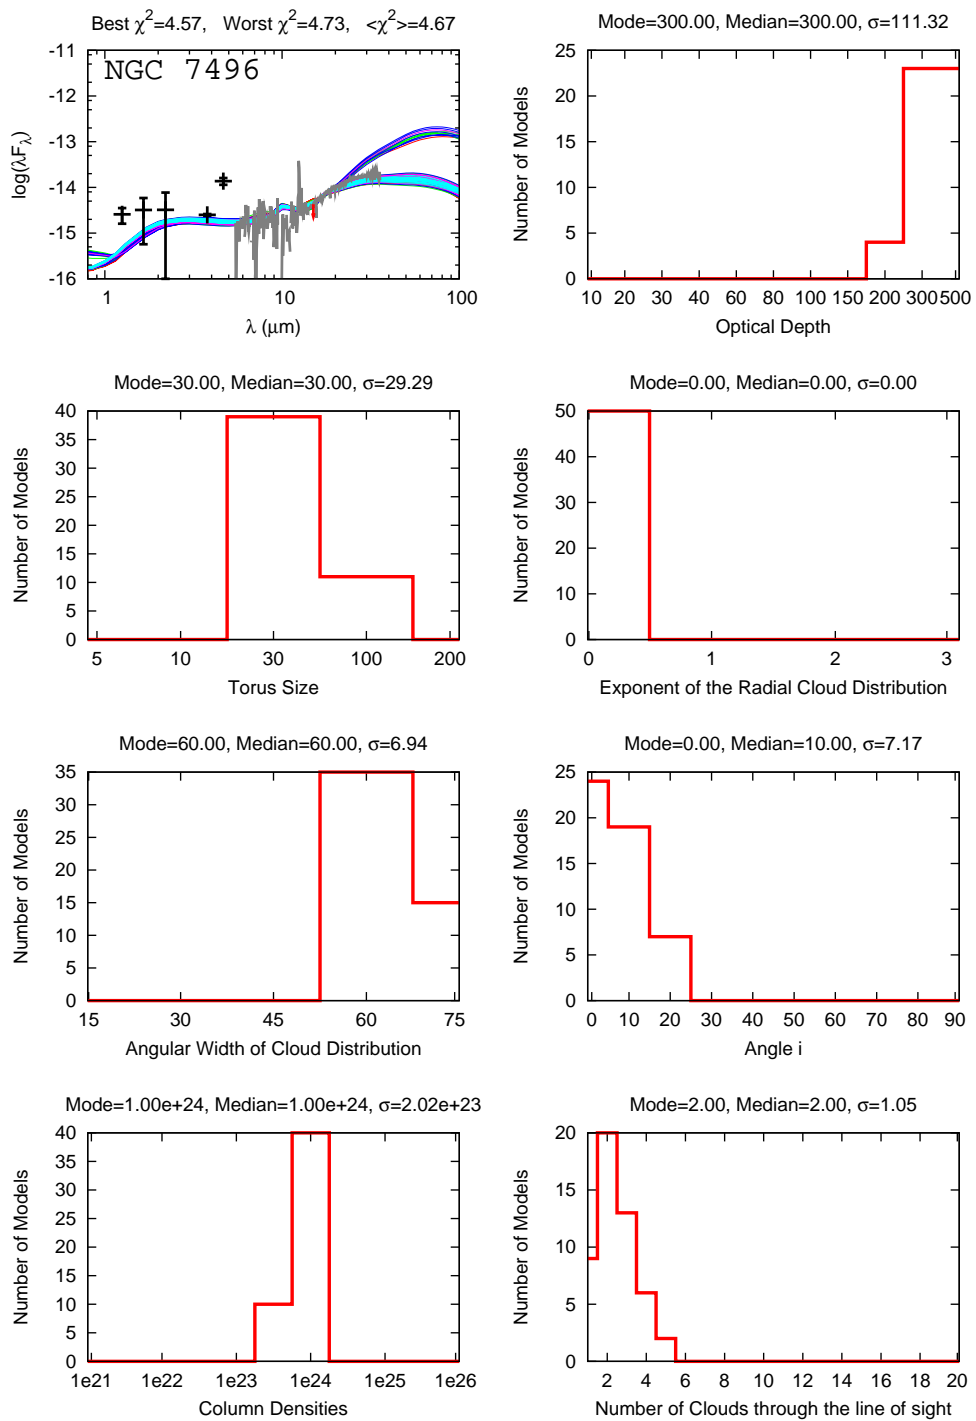 Best χ²=4.57, Worst χ²=4.73, <χ²>=4.67
NGC 7496
log(λFλ)
-11
-12
-13
-14
-15
-16
1 10 100
λ (μm)
Mode=300.00, Median=300.00, σ=111.32
Number of Models
25
20
15
10
5
0
10 20 30 40 60 80 100 150 200 300 500
Optical Depth
Mode=30.00, Median=30.00, σ=29.29
Number of Models
40
35
30
25
20
15
10
5
0
5 10 30 100 200
Torus Size
Mode=0.00, Median=0.00, σ=0.00
Number of Models
50
40
30
20
10
0
0 1 2 3
Exponent of the Radial Cloud Distribution
Mode=60.00, Median=60.00, σ=6.94
Number of Models
35
30
25
20
15
10
5
0
15 30 45 60 75
Angular Width of Cloud Distribution
Mode=0.00, Median=10.00, σ=7.17
Number of Models
25
20
15
10
5
0
0 10 20 30 40 50 60 70 80 90
Angle i
Mode=1.00e+24, Median=1.00e+24, σ=2.02e+23
Number of Models
40
35
30
25
20
15
10
5
0
1e21 1e22 1e23 1e24 1e25 1e26
Column Densities
Mode=2.00, Median=2.00, σ=1.05
Number of Models
20
15
10
5
0
2 4 6 8 10 12 14 16 18 20
Number of Clouds through the line of sight